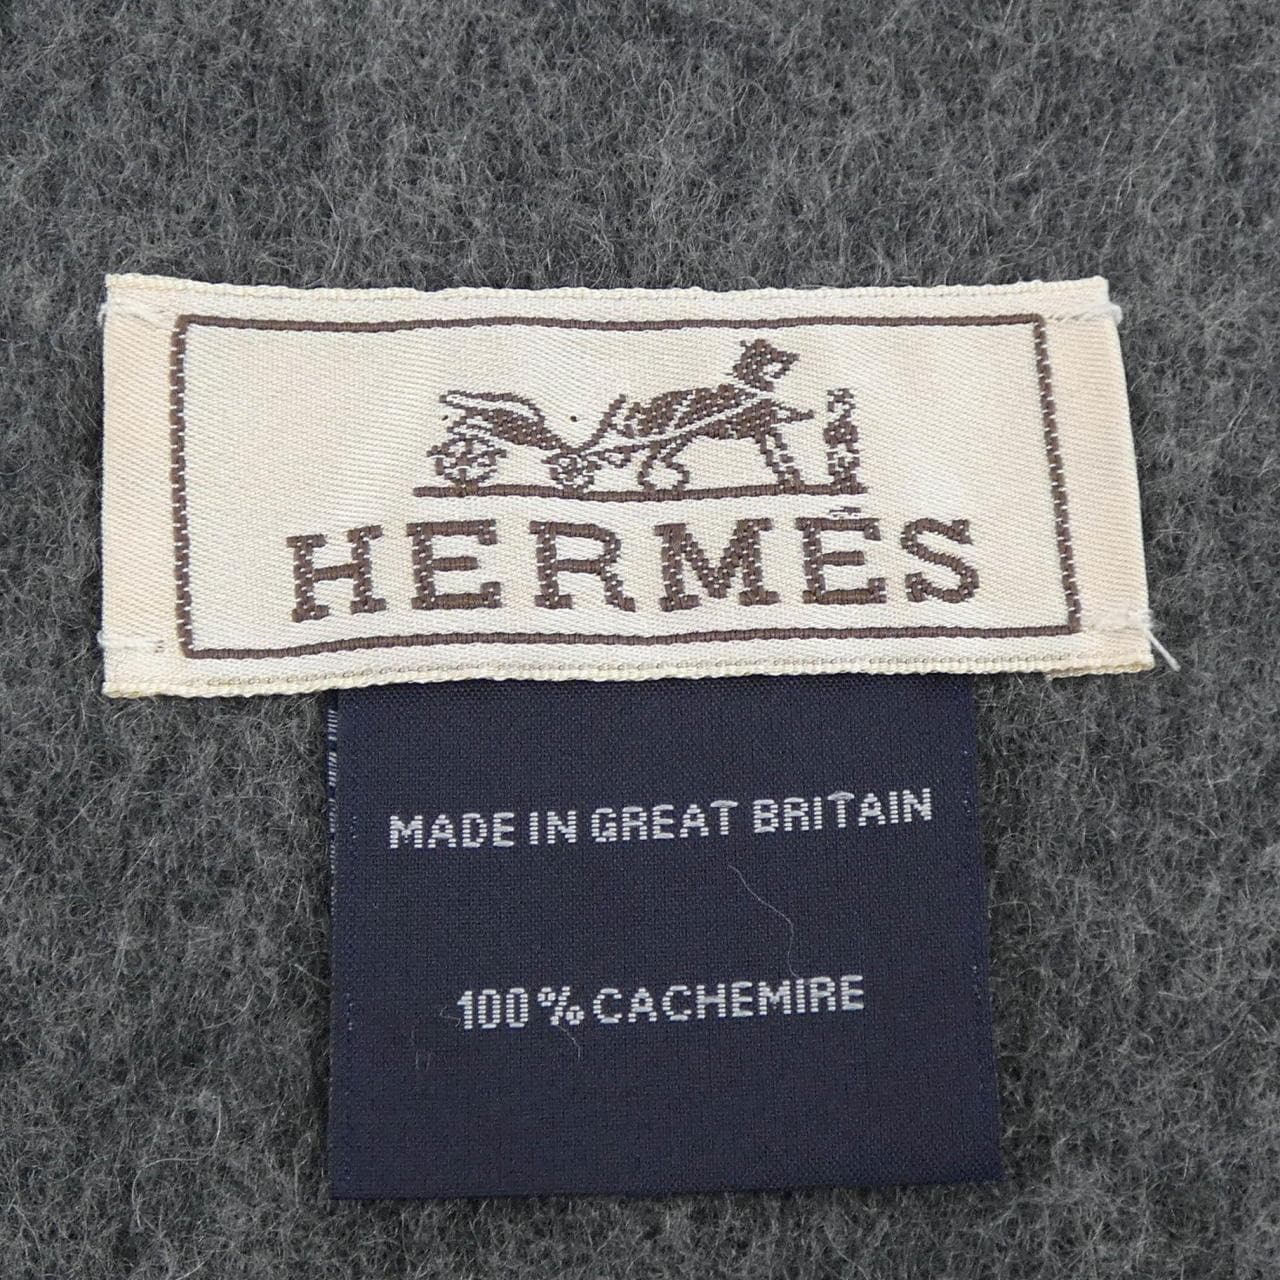 HERMÈS
MADE IN GREAT BRITAIN
100% CACHEMIRE